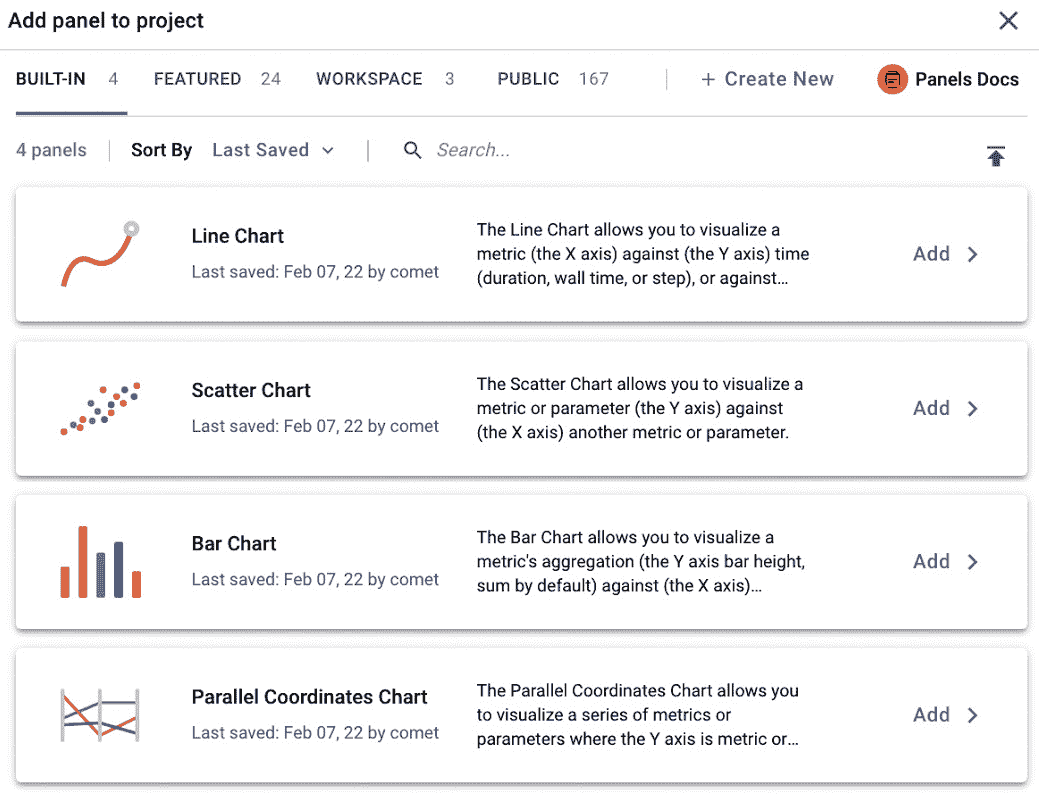 Add panel to project
BUILT-IN 4 FEATURED 24 WORKSPACE 3 PUBLIC 167 + Create New Panels Docs
4 panels Sort By Last Saved Search...
Line Chart
Last saved: Feb 07, 22 by comet
The Line Chart allows you to visualize a
metric (the X axis) against (the Y axis) time
(duration, wall time, or step), or against...
Add
Scatter Chart
Last saved: Feb 07, 22 by comet
The Scatter Chart allows you to visualize a
metric or parameter (the Y axis) against
(the X axis) another metric or parameter.
Add
Bar Chart
Last saved: Feb 07, 22 by comet
The Bar Chart allows you to visualize a
metric's aggregation (the Y axis bar height,
sum by default) against (the X axis)...
Add
Parallel Coordinates Chart
Last saved: Feb 07, 22 by comet
The Parallel Coordinates Chart allows you
to visualize a series of metrics or
parameters where the Y axis is metric or...
Add